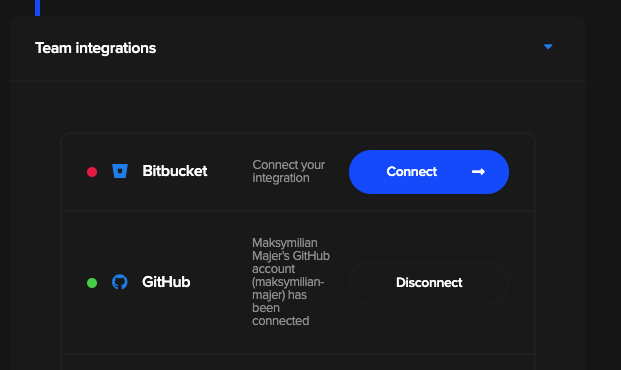 Team integrations
Bitbucket
Connect your
integration
Connect
GitHub
Maksymilian
Majer's GitHub
account
(maksymilian-
majer) has
been
connected
Disconnect